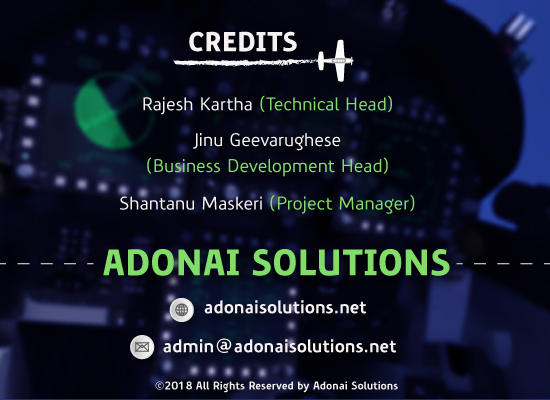 CREDITS
Rajesh Kartha (Technical Head)
Jinu Geevarughese
(Business Development Head)
Shantanu Maskeri (Project Manager)
ADONAI SOLUTIONS
adonaisolutions.net
admin@adonaisolutions.net
©2018 All Rights Reserved by Adonai Solutions